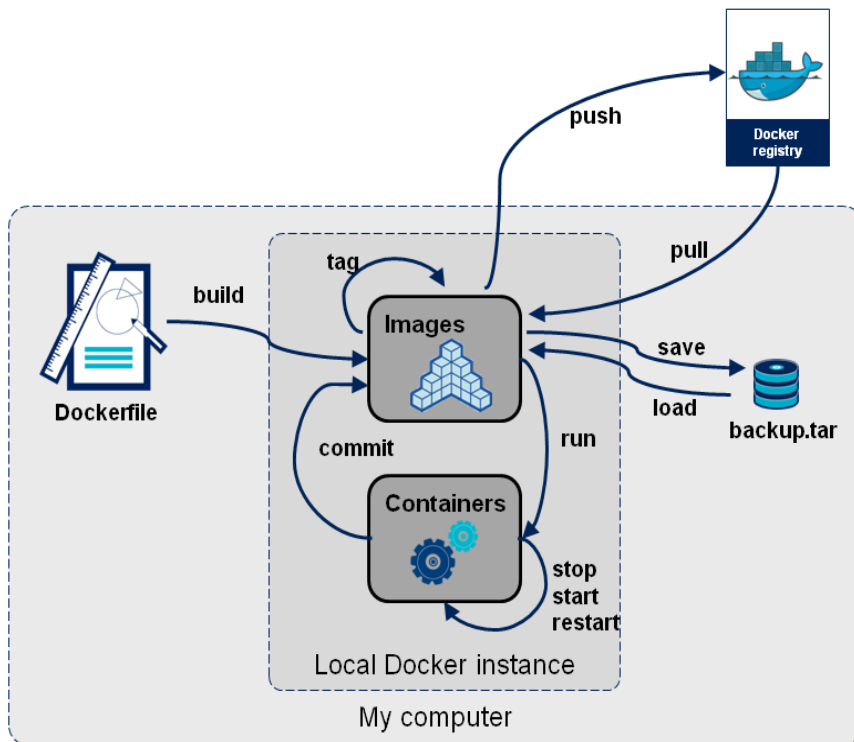 Docker
registry
push
pull
tag
build
Images
save
load
Dockerfile
backup.tar
commit
run
Containers
stop
start
restart
Local Docker instance
My computer